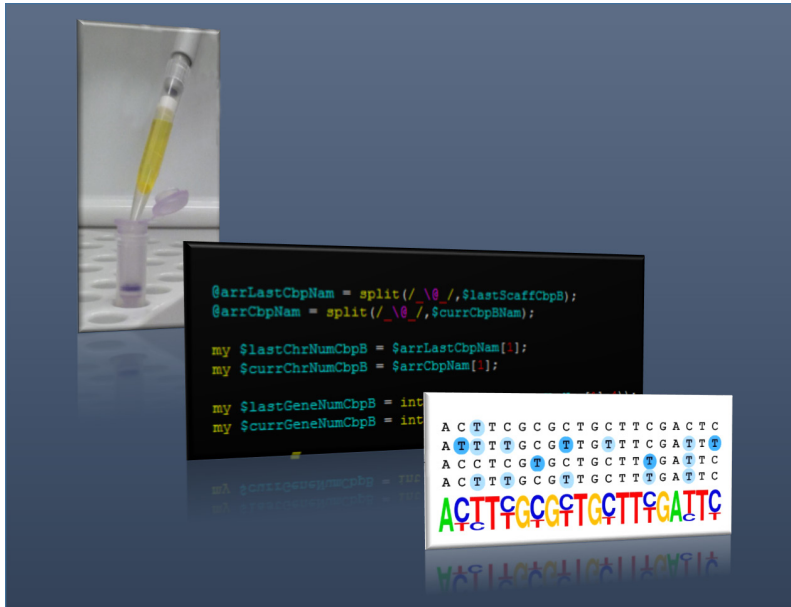 @arrLastCbpNam = split(/_\@_/,$lastScaffCbpB);
@arrCbpNam = split(/_\@_/,$currCbpBNam);
my $lastChrNumCbpB = $arrLastCbpNam[1];
my $currChrNumCbpB = $arrCbpNam[1];
my $lastGeneNumCbpB = int
my $currGeneNumCbpB = int
A C T T C G C G C T G C T T C G A C T C
A T T T T G C G T T G T T T C G A T T T
A C C T C G T G C T G C T T T G A T T C
A C T T T G C G T T G C T T T G A T T C
ACTTCGCGCTGCTTCGATTC